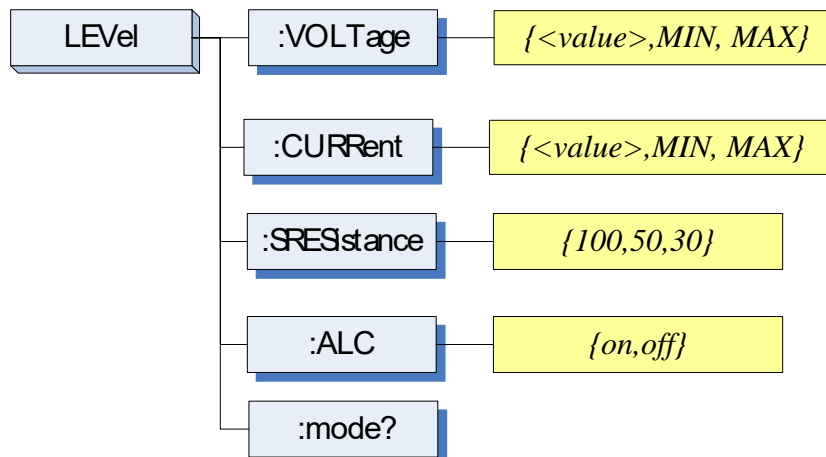 LEVel
:VOLTage
{<value>,MIN, MAX}
:CURRent
{<value>,MIN, MAX}
:SRESistance
{100,50,30}
:ALC
{on,off}
:mode?